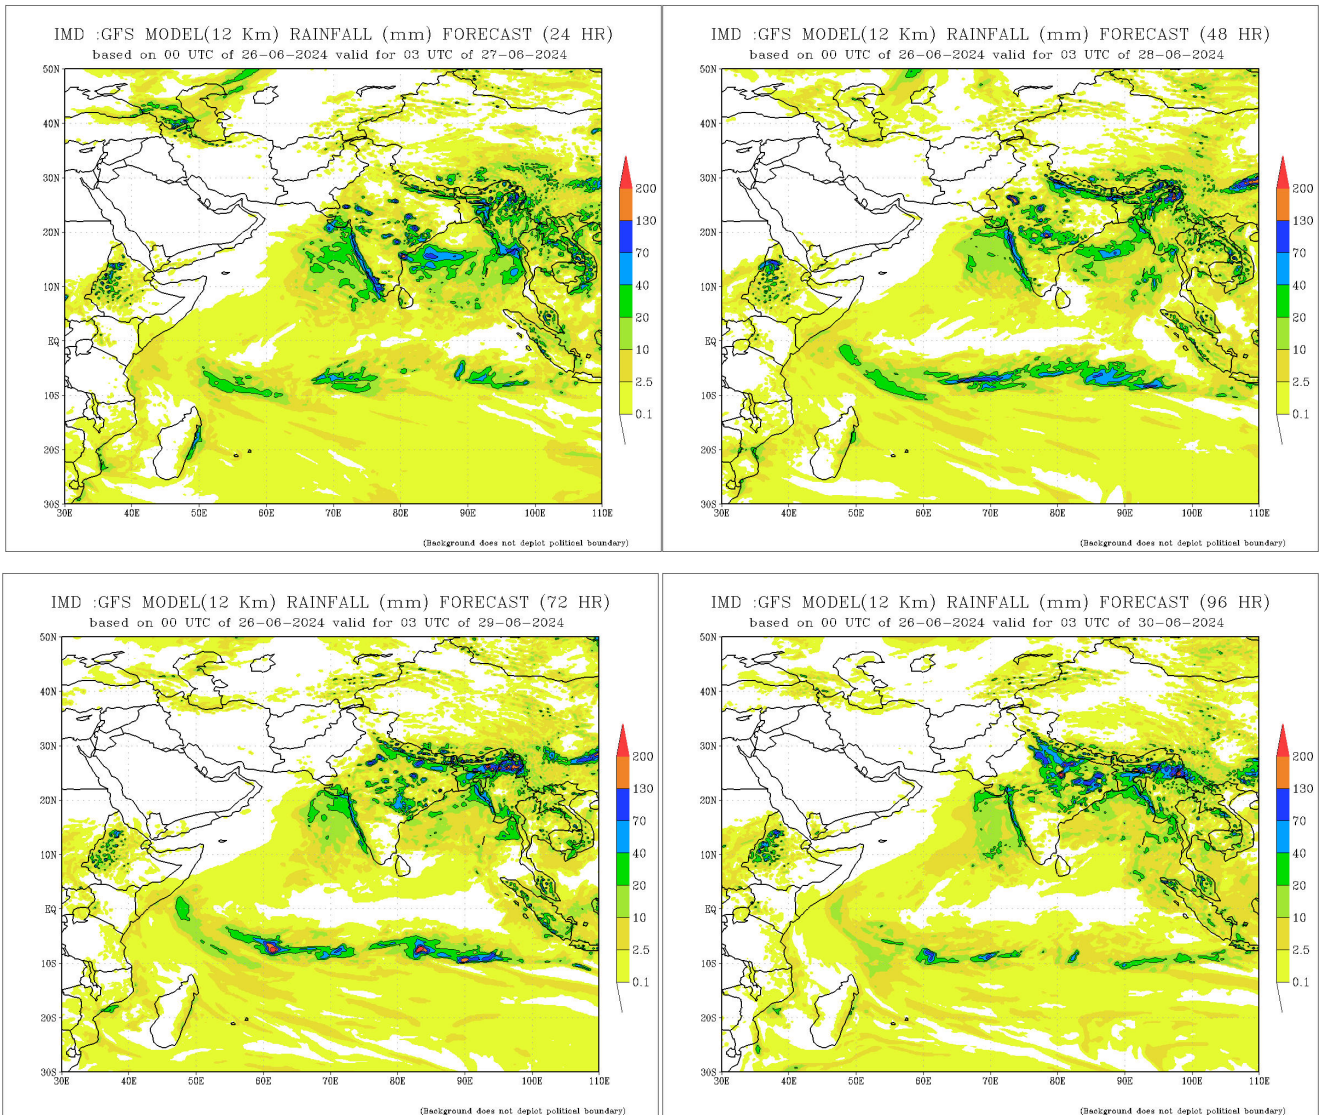 IMD :GFS MODEL(12 Km) RAINFALL (mm) FORECAST (24 HR)
based on 00 UTC of 26-06-2024 valid for 03 UTC of 27-06-2024
50N
40N
30N
20N
10N
EQ
10S
20S
30S
30E 40E 50E 60E 70E 80E 90E 100E 110E
200
130
70
40
20
10
2.5
0.1
(Background does not depict political boundary)
IMD :GFS MODEL(12 Km) RAINFALL (mm) FORECAST (48 HR)
based on 00 UTC of 26-06-2024 valid for 03 UTC of 28-06-2024
50N
40N
30N
20N
10N
EQ
10S
20S
30S
30E 40E 50E 60E 70E 80E 90E 100E 110E
200
130
70
40
20
10
2.5
0.1
(Background does not depict political boundary)
IMD :GFS MODEL(12 Km) RAINFALL (mm) FORECAST (72 HR)
based on 00 UTC of 26-06-2024 valid for 03 UTC of 29-06-2024
50N
40N
30N
20N
10N
EQ
10S
20S
30S
30E 40E 50E 60E 70E 80E 90E 100E 110E
200
130
70
40
20
10
2.5
0.1
(Background does not depict political boundary)
IMD :GFS MODEL(12 Km) RAINFALL (mm) FORECAST (96 HR)
based on 00 UTC of 26-06-2024 valid for 03 UTC of 30-06-2024
50N
40N
30N
20N
10N
EQ
10S
20S
30S
30E 40E 50E 60E 70E 80E 90E 100E 110E
200
130
70
40
20
10
2.5
0.1
(Background does not depict political boundary)